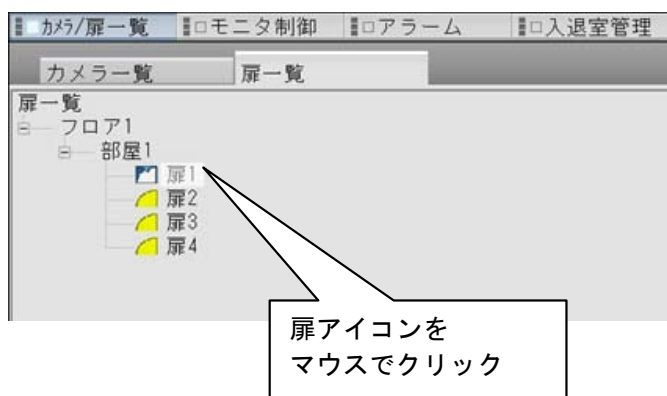 カメラ/扉一覧 モニタ制御 アラーム 入退室管理
カメラ一覧 扉一覧
扉一覧
フロア1
部屋1
扉1
扉2
扉3
扉4
扉アイコンを
マウスでクリック